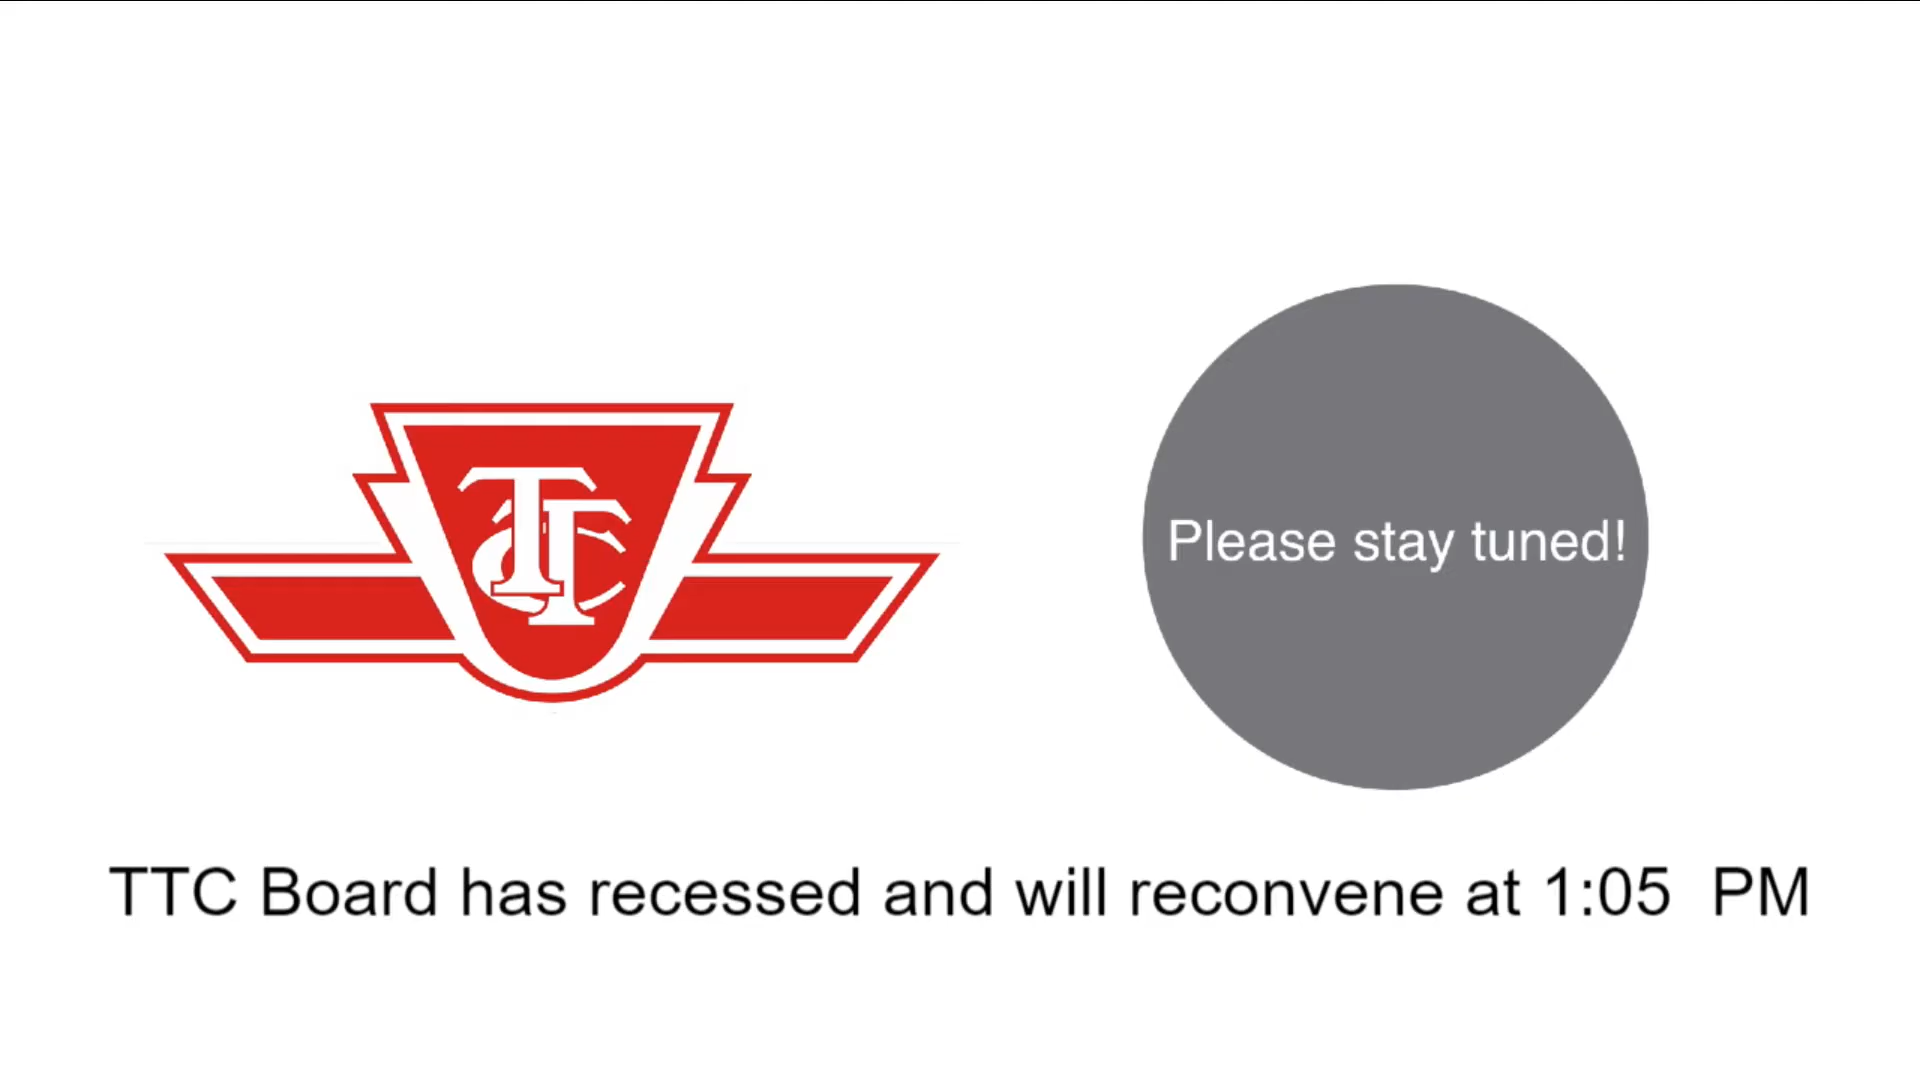 TTC
Please stay tuned!
TTC Board has recessed and will reconvene at 1:05  PM